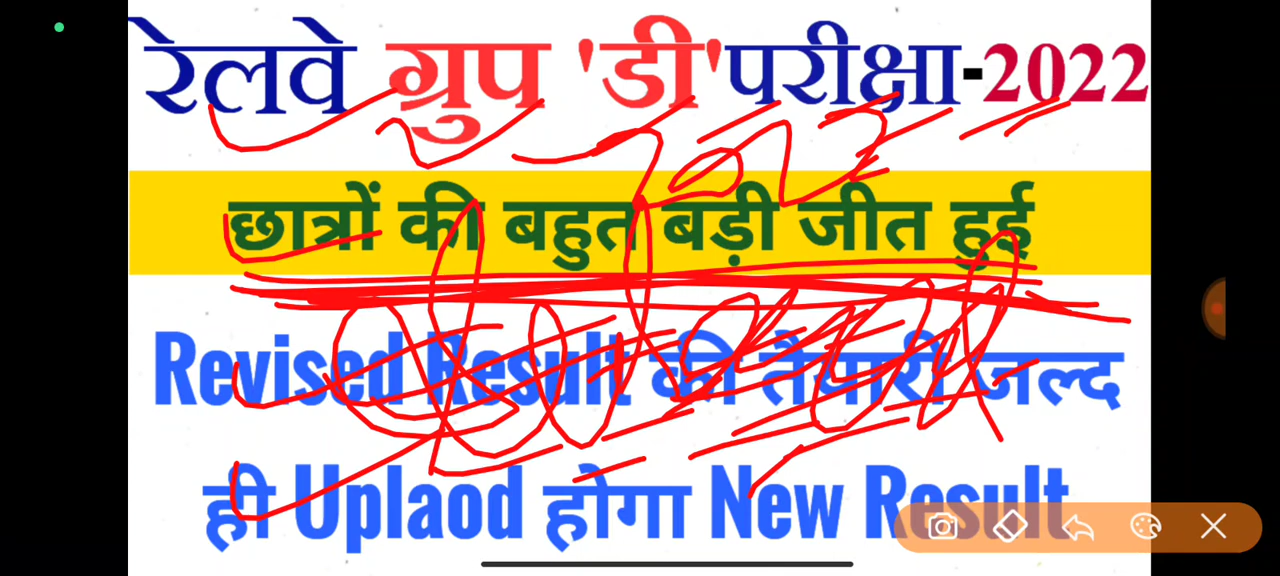 रेलवे ग्रुप 'डी' परीक्षा-2022
छात्रों की बहुत बड़ी जीत हुई
Revised Result की तैयारी जल्द
ही Uplaod होगा New Result